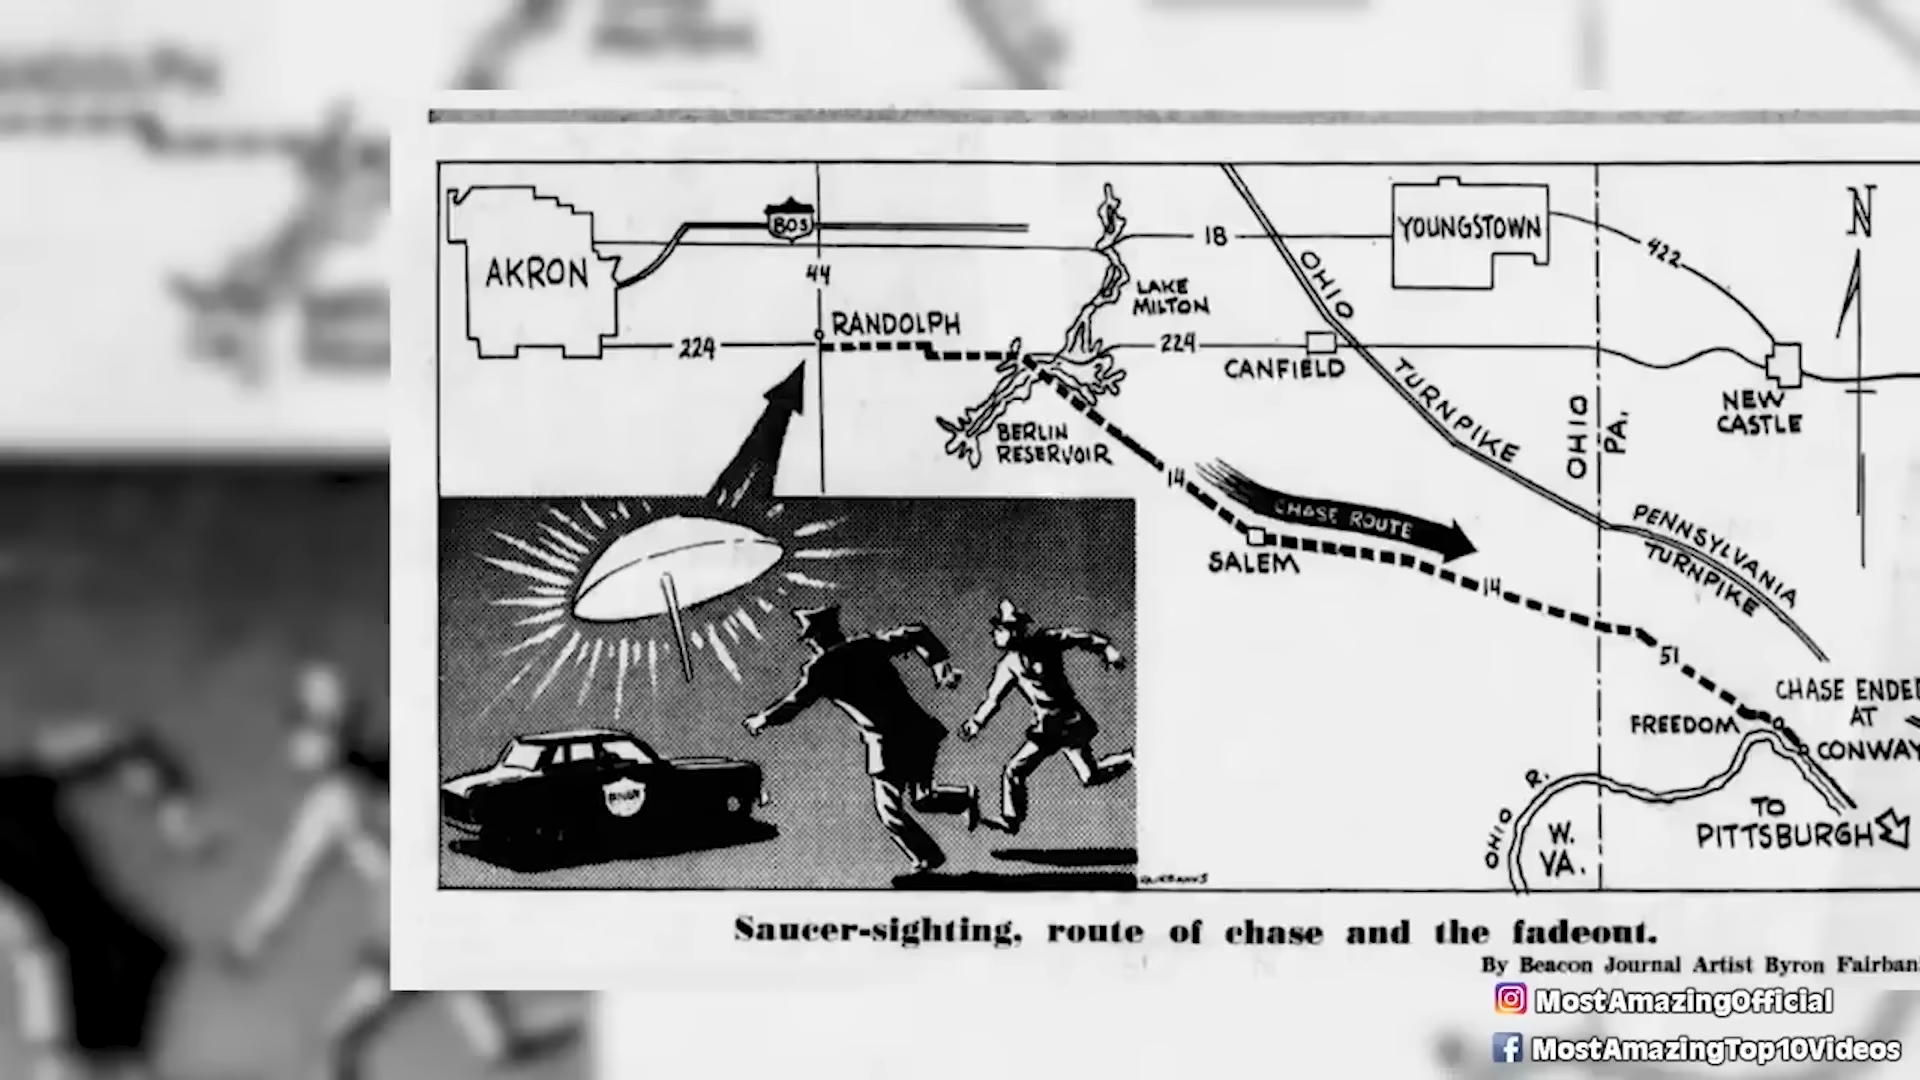 N
YOUNGSTOWN
422
80S
18
AKRON
44
LAKE
MILTON
OHIO
TURNPIKE
RANDOLPH
224
224
CANFIELD
NEW
CASTLE
OHIO
PA.
BERLIN
RESERVOIR
14
CHASE ROUTE
PENNSYLVANIA
TURNPIKE
SALEM
14
51
CHASE ENDED
AT
CONWAY
FREEDOM
OHIO R.
W.
VA.
TO
PITTSBURGH
FAIRBANKS
Saucer-sighting, route of chase and the fadeout.
By Beacon Journal Artist Byron Fairban
MostAmazingOfficial
MostAmazingTop10Videos